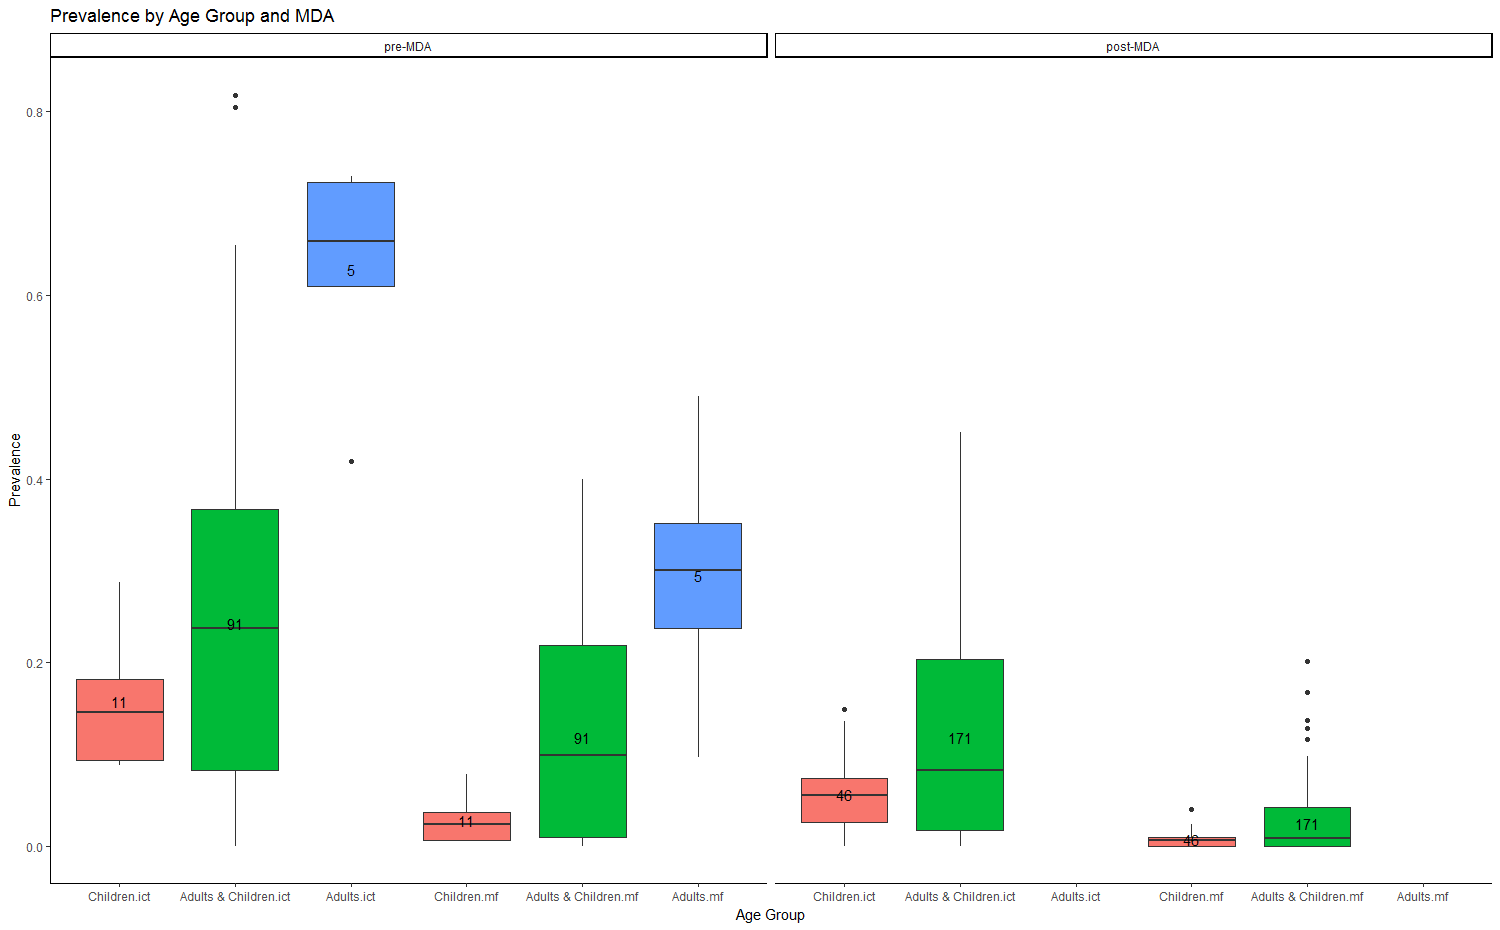 Prevalence by Age Group and MDA
pre-MDA
post-MDA
Prevalence
0.8
0.6
0.4
0.2
0.0
5
91
11
11
91
5
46
171
46
171
Children.ict
Adults & Children.ict
Adults.ict
Children.mf
Adults & Children.mf
Adults.mf
Children.ict
Adults & Children.ict
Adults.ict
Children.mf
Adults & Children.mf
Adults.mf
Age Group